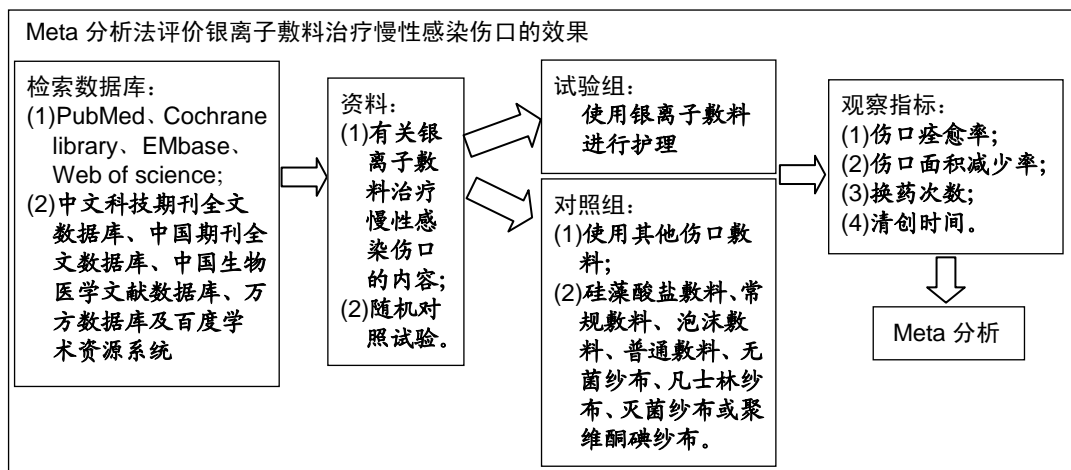 Meta 分析法评价银离子敷料治疗慢性感染伤口的效果
检索数据库：
(1)PubMed、Cochrane
library、EMbase、
Web of science;
(2)中文科技期刊全文
数据库、中国期刊全
文数据库、中国生物
医学文献数据库、万
方数据库及百度学
术资源系统
资料：
(1)有关银
离子敷
料治疗
慢性感
染伤口
的内容;
(2)随机对
照试验。
试验组：
使用银离子敷料
进行护理
对照组：
(1)使用其他伤口敷
料;
(2)硅藻酸盐敷料、常
规敷料、泡沫敷
料、普通敷料、无
菌纱布、凡士林纱
布、灭菌纱布或聚
维酮碘纱布。
观察指标：
(1)伤口痊愈率;
(2)伤口面积减少率;
(3)换药次数;
(4)清创时间。
Meta 分析